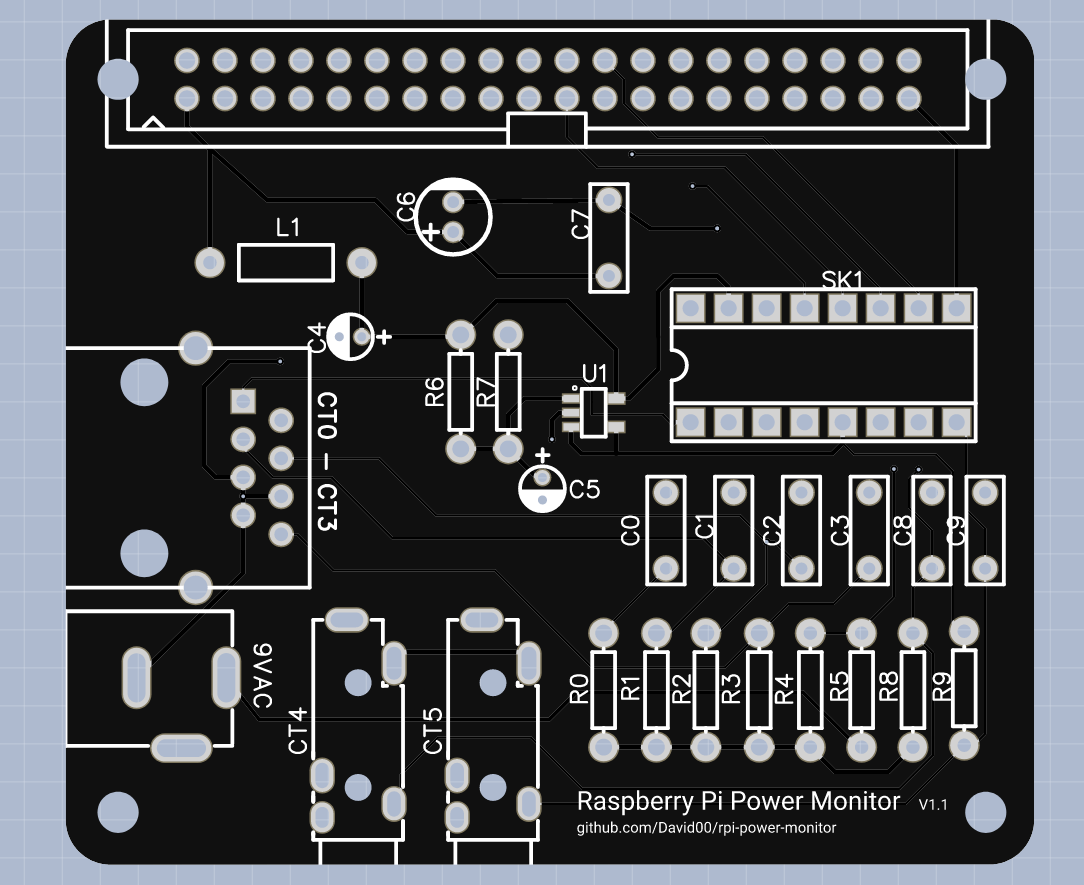 C6
C7
L1
SK1
C4
+
+
R6
R7
U1
CT0 - CT3
+
C5
C0
C1
C2
C3
C8
C9
9VAC
CT4
CT5
R0
R1
R2
R3
R4
R5
R8
R9
Raspberry Pi Power Monitor V1.1
github.com/David00/rpi-power-monitor